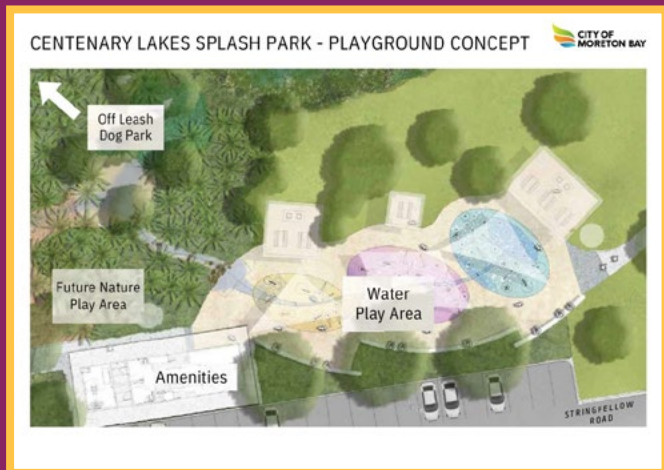 CENTENARY LAKES SPLASH PARK - PLAYGROUND CONCEPT
CITY OF
MORETON BAY
Off Leash
Dog Park
Future Nature
Play Area
Water
Play Area
Amenities
STRINGFELLOW
ROAD